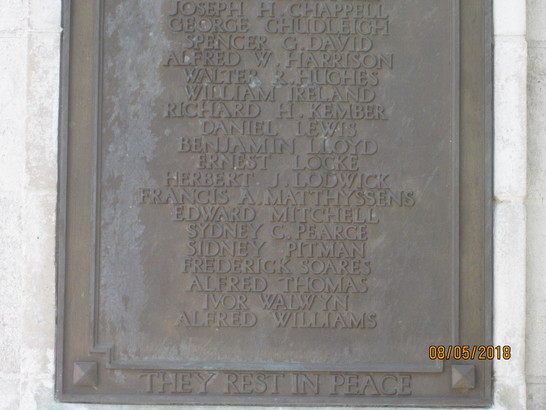 JOSEPH H. CHAPPELL
GEORGE CHUDLEIGH
SPENCER G. DAVID
ALFRED W. HARRISON
WALTER R. HUGHES
WILLIAM IRELAND
RICHARD H. KEMBER
DANIEL LEWIS
BENJAMIN LLOYD
ERNEST LOCKE
HERBERT J. LODWICK
FRANCIS A. MATTHYSSENS
EDWARD MITCHELL
SYDNEY C. PEARCE
SIDNEY PITMAN
FREDERICK SOARES
ALFRED THOMAS
IVOR WALWYN
ALFRED WILLIAMS
THEY REST IN PEACE
08/05/2018